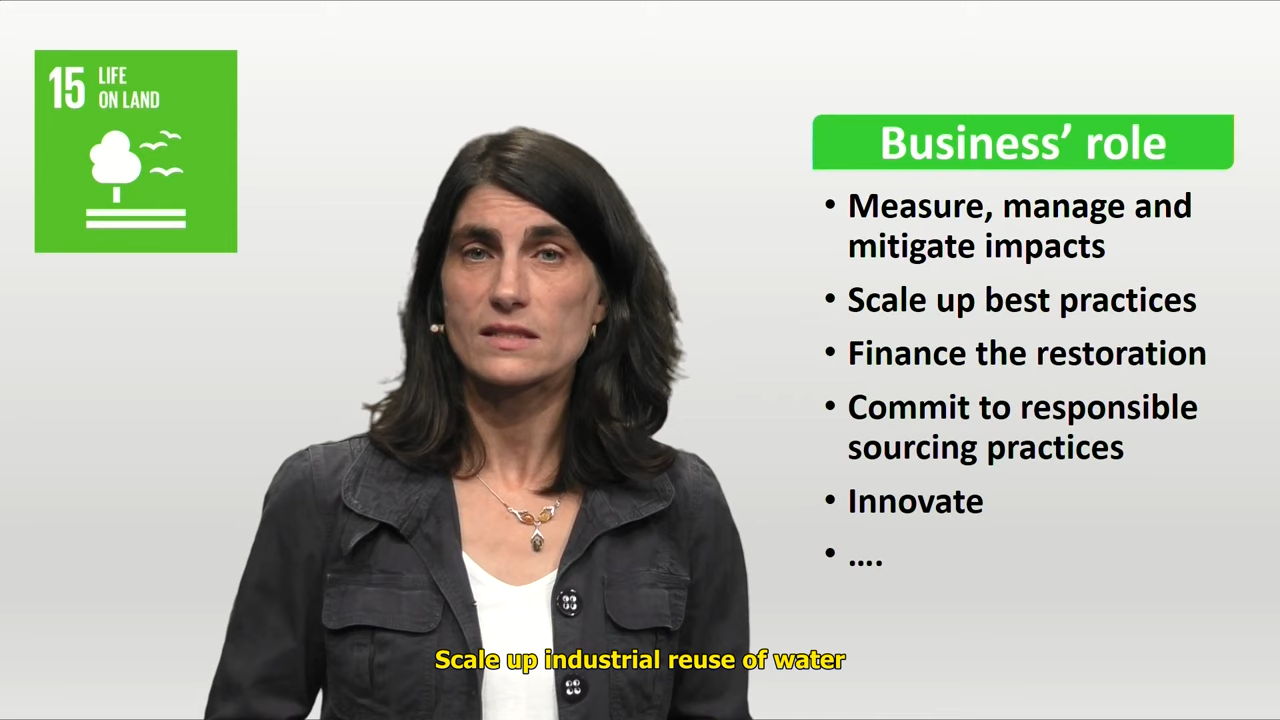 15 LIFE
ON LAND
Business’ role
• Measure, manage and
mitigate impacts
• Scale up best practices
• Finance the restoration
• Commit to responsible
sourcing practices
• Innovate
• ....
Scale up industrial reuse of water